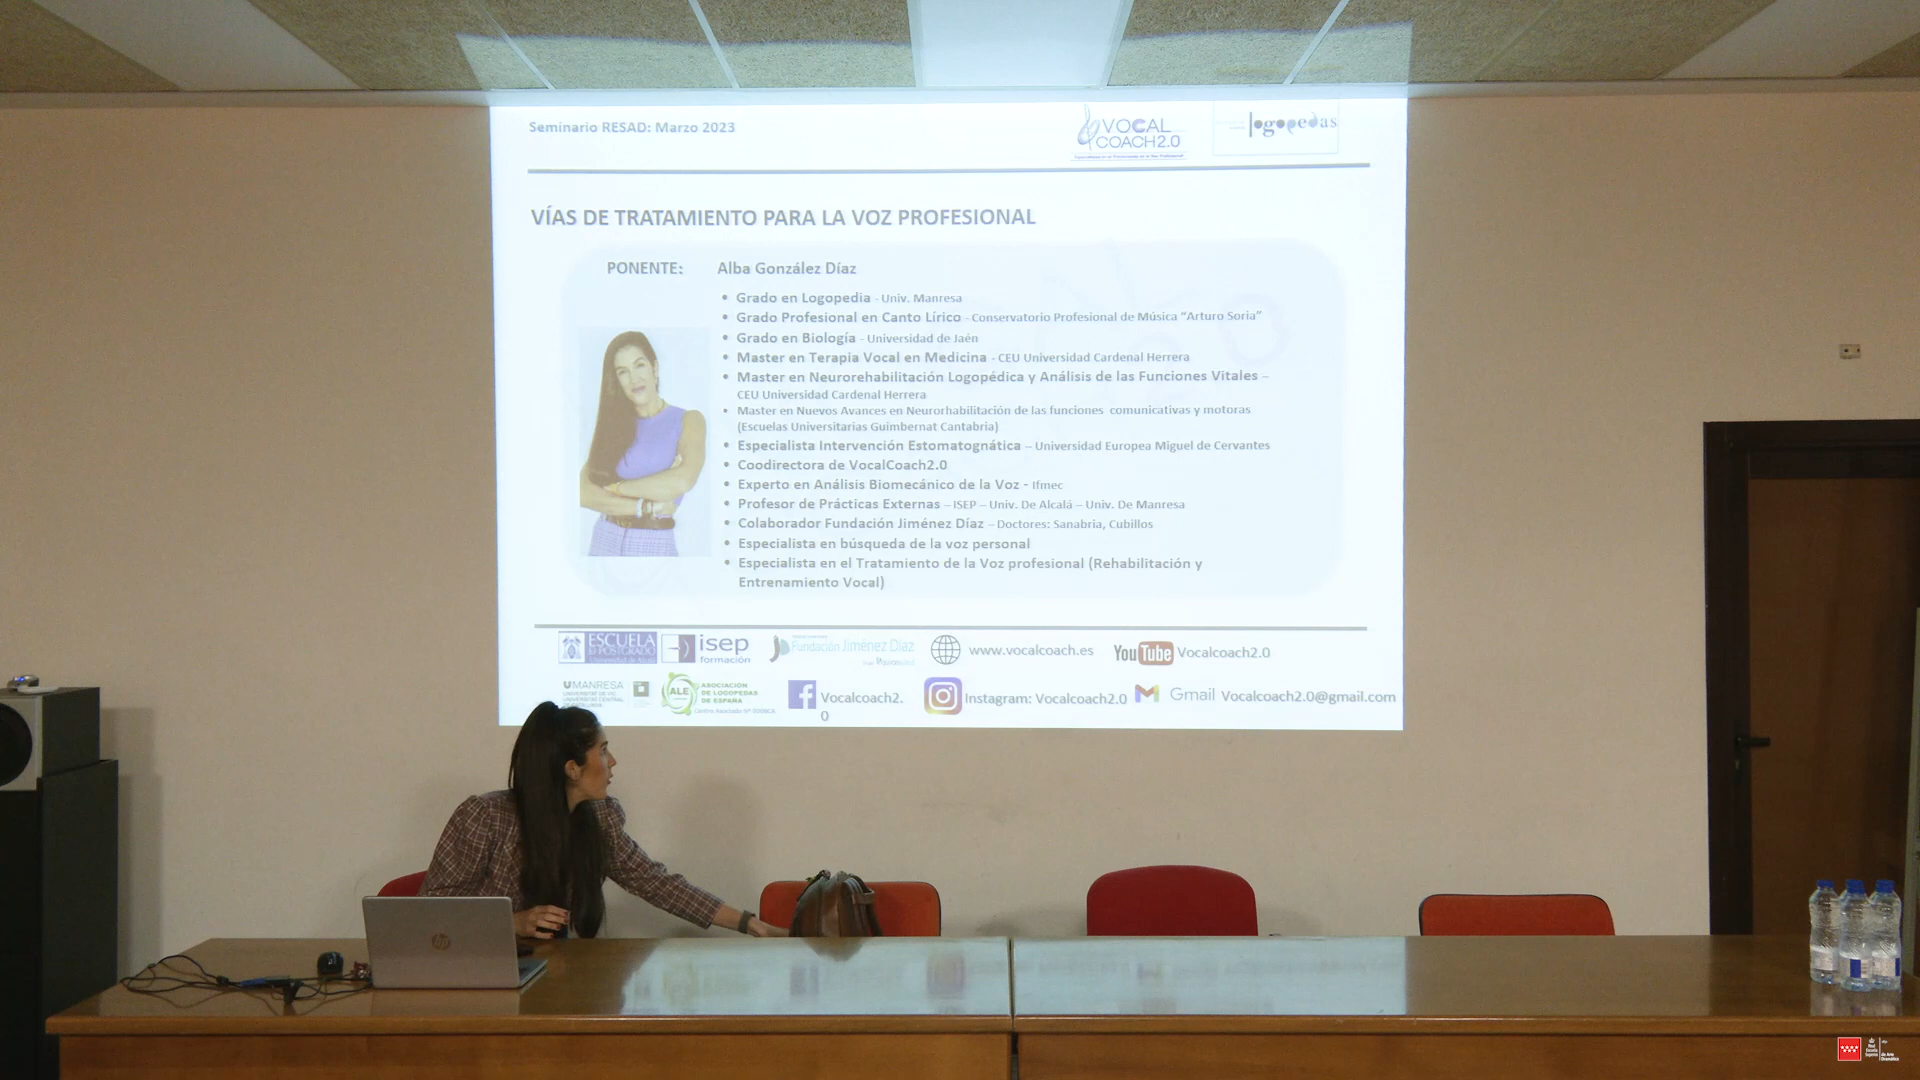 Seminario RESAD: Marzo 2023
VOCAL
COACH2.0
logopedas
VÍAS DE TRATAMIENTO PARA LA VOZ PROFESIONAL
PONENTE: Alba González Díaz
• Grado en Logopedia - Univ. Manresa
• Grado Profesional en Canto Lírico - Conservatorio Profesional de Música “Arturo Soria”
• Grado en Biología - Universidad de Jaén
• Master en Terapia Vocal en Medicina - CEU Universidad Cardenal Herrera
• Master en Neurorehabilitación Logopédica y Análisis de las Funciones Vitales –
CEU Universidad Cardenal Herrera
• Master en Nuevos Avances en Neurorhabilitación de las funciones comunicativas y motoras
(Escuelas Universitarias Guimbernat Cantabria)
• Especialista Intervención Estomatognática – Universidad Europea Miguel de Cervantes
• Coodirectora de VocalCoach2.0
• Experto en Análisis Biomecánico de la Voz - Ifmec
• Profesor de Prácticas Externas – ISEP – Univ. De Alcalá – Univ. De Manresa
• Colaborador Fundación Jiménez Díaz – Doctores: Sanabria, Cubillos
• Especialista en búsqueda de la voz personal
• Especialista en el Tratamiento de la Voz profesional (Rehabilitación y
Entrenamiento Vocal)
ESCUELA
DE POSTGRADO
Universidad de Alcalá
isep
formación
Fundación Jiménez Díaz
www.vocalcoach.es
YouTube Vocalcoach2.0
UMANRESA
ALE
ASOCIACIÓN
DE LOGOPEDAS
DE ESPAÑA
Vocalcoach2.
0
Instagram: Vocalcoach2.0
Gmail Vocalcoach2.0@gmail.com
hp